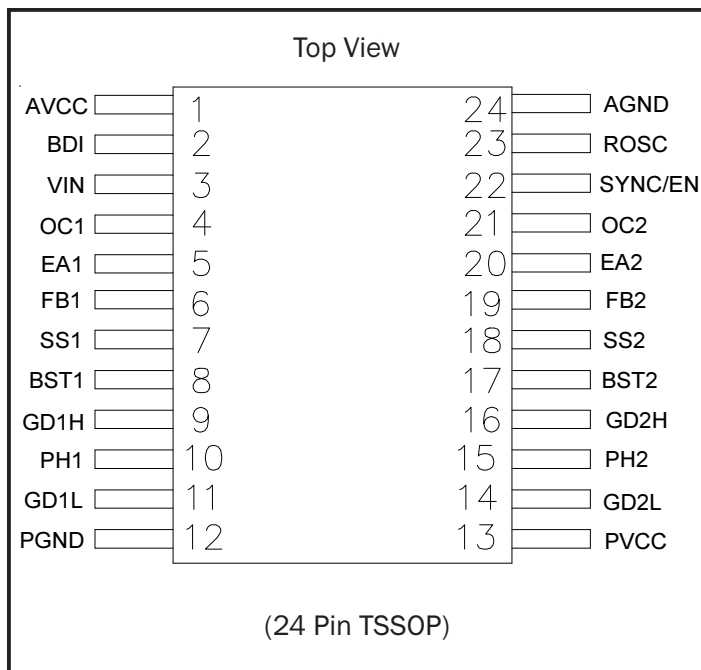 Top View
AVCC 1 24 AGND
BDI 2 23 ROSC
VIN 3 22 SYNC/EN
OC1 4 21 OC2
EA1 5 20 EA2
FB1 6 19 FB2
SS1 7 18 SS2
BST1 8 17 BST2
GD1H 9 16 GD2H
PH1 10 15 PH2
GD1L 11 14 GD2L
PGND 12 13 PVCC
(24 Pin TSSOP)